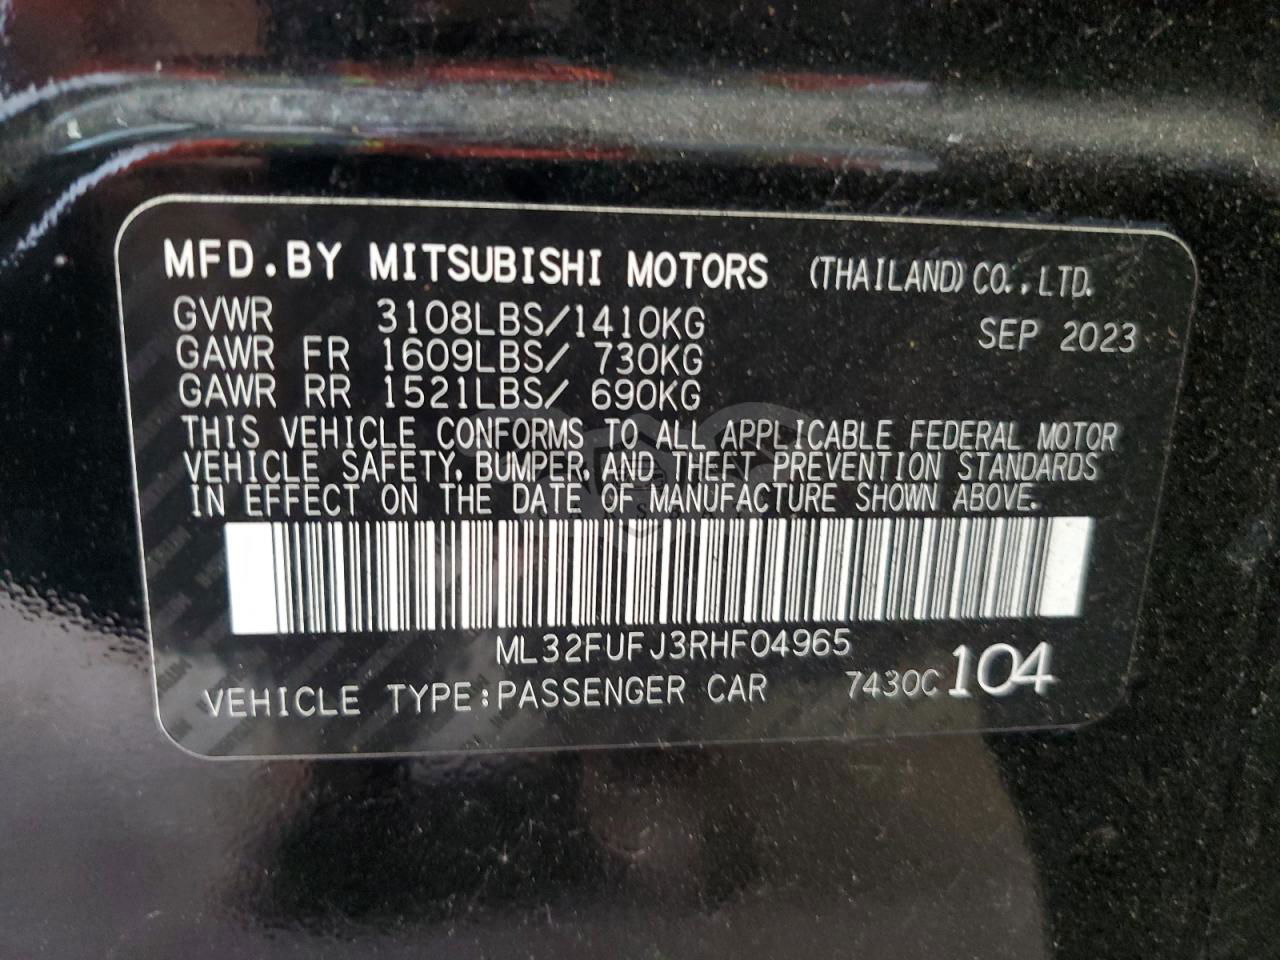 MFD.BY MITSUBISHI MOTORS (THAILAND) CO.,LTD.
GVWR 3108LBS/1410KG SEP 2023
GAWR FR 1609LBS/ 730KG
GAWR RR 1521LBS/ 690KG
THIS VEHICLE CONFORMS TO ALL APPLICABLE FEDERAL MOTOR
VEHICLE SAFETY, BUMPER, AND THEFT PREVENTION STANDARDS
IN EFFECT ON THE DATE OF MANUFACTURE SHOWN ABOVE.
ML32FUFJ3RHF04965
VEHICLE TYPE:PASSENGER CAR 7430C 104